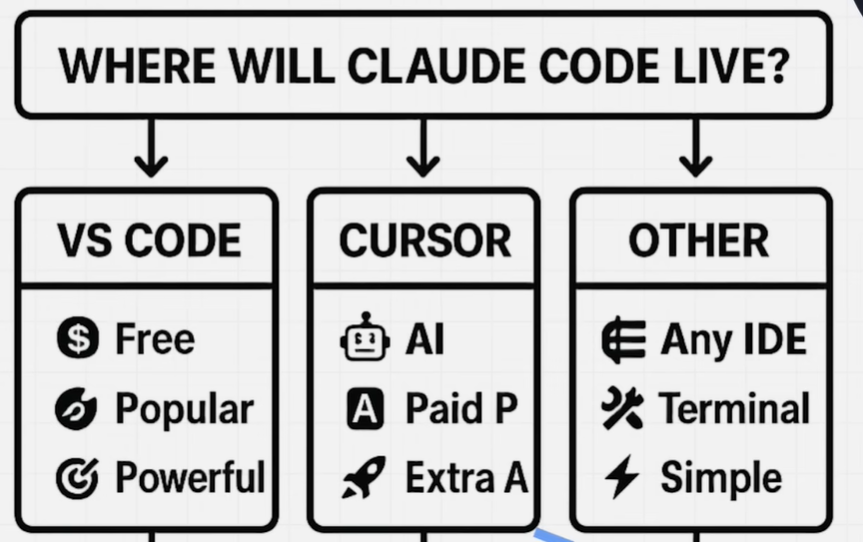 WHERE WILL CLAUDE CODE LIVE?
VS CODE
Free
Popular
Powerful
CURSOR
AI
A Paid P
Extra A
OTHER
Any IDE
Terminal
Simple